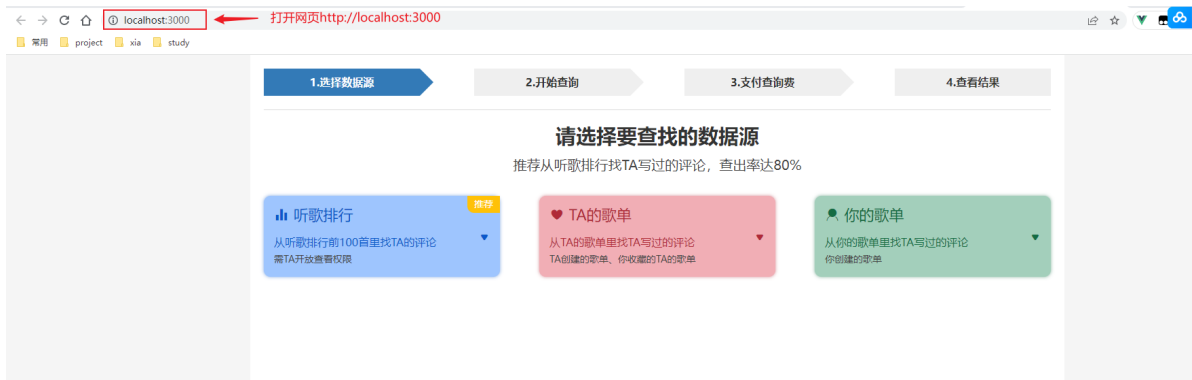 localhost:3000
打开网页http://localhost:3000
常用 project xia study
1.选择数据源 2.开始查询 3.支付查询费 4.查看结果
请选择要查找的数据源
推荐从听歌排行找TA写过的评论，查出率达80%
听歌排行 推荐
从听歌排行前100首里找TA的评论
需TA开放查看权限
TA的歌单
从TA的歌单里找TA写过的评论
TA创建的歌单、你收藏的TA的歌单
你的歌单
从你的歌单里找TA写过的评论
你创建的歌单